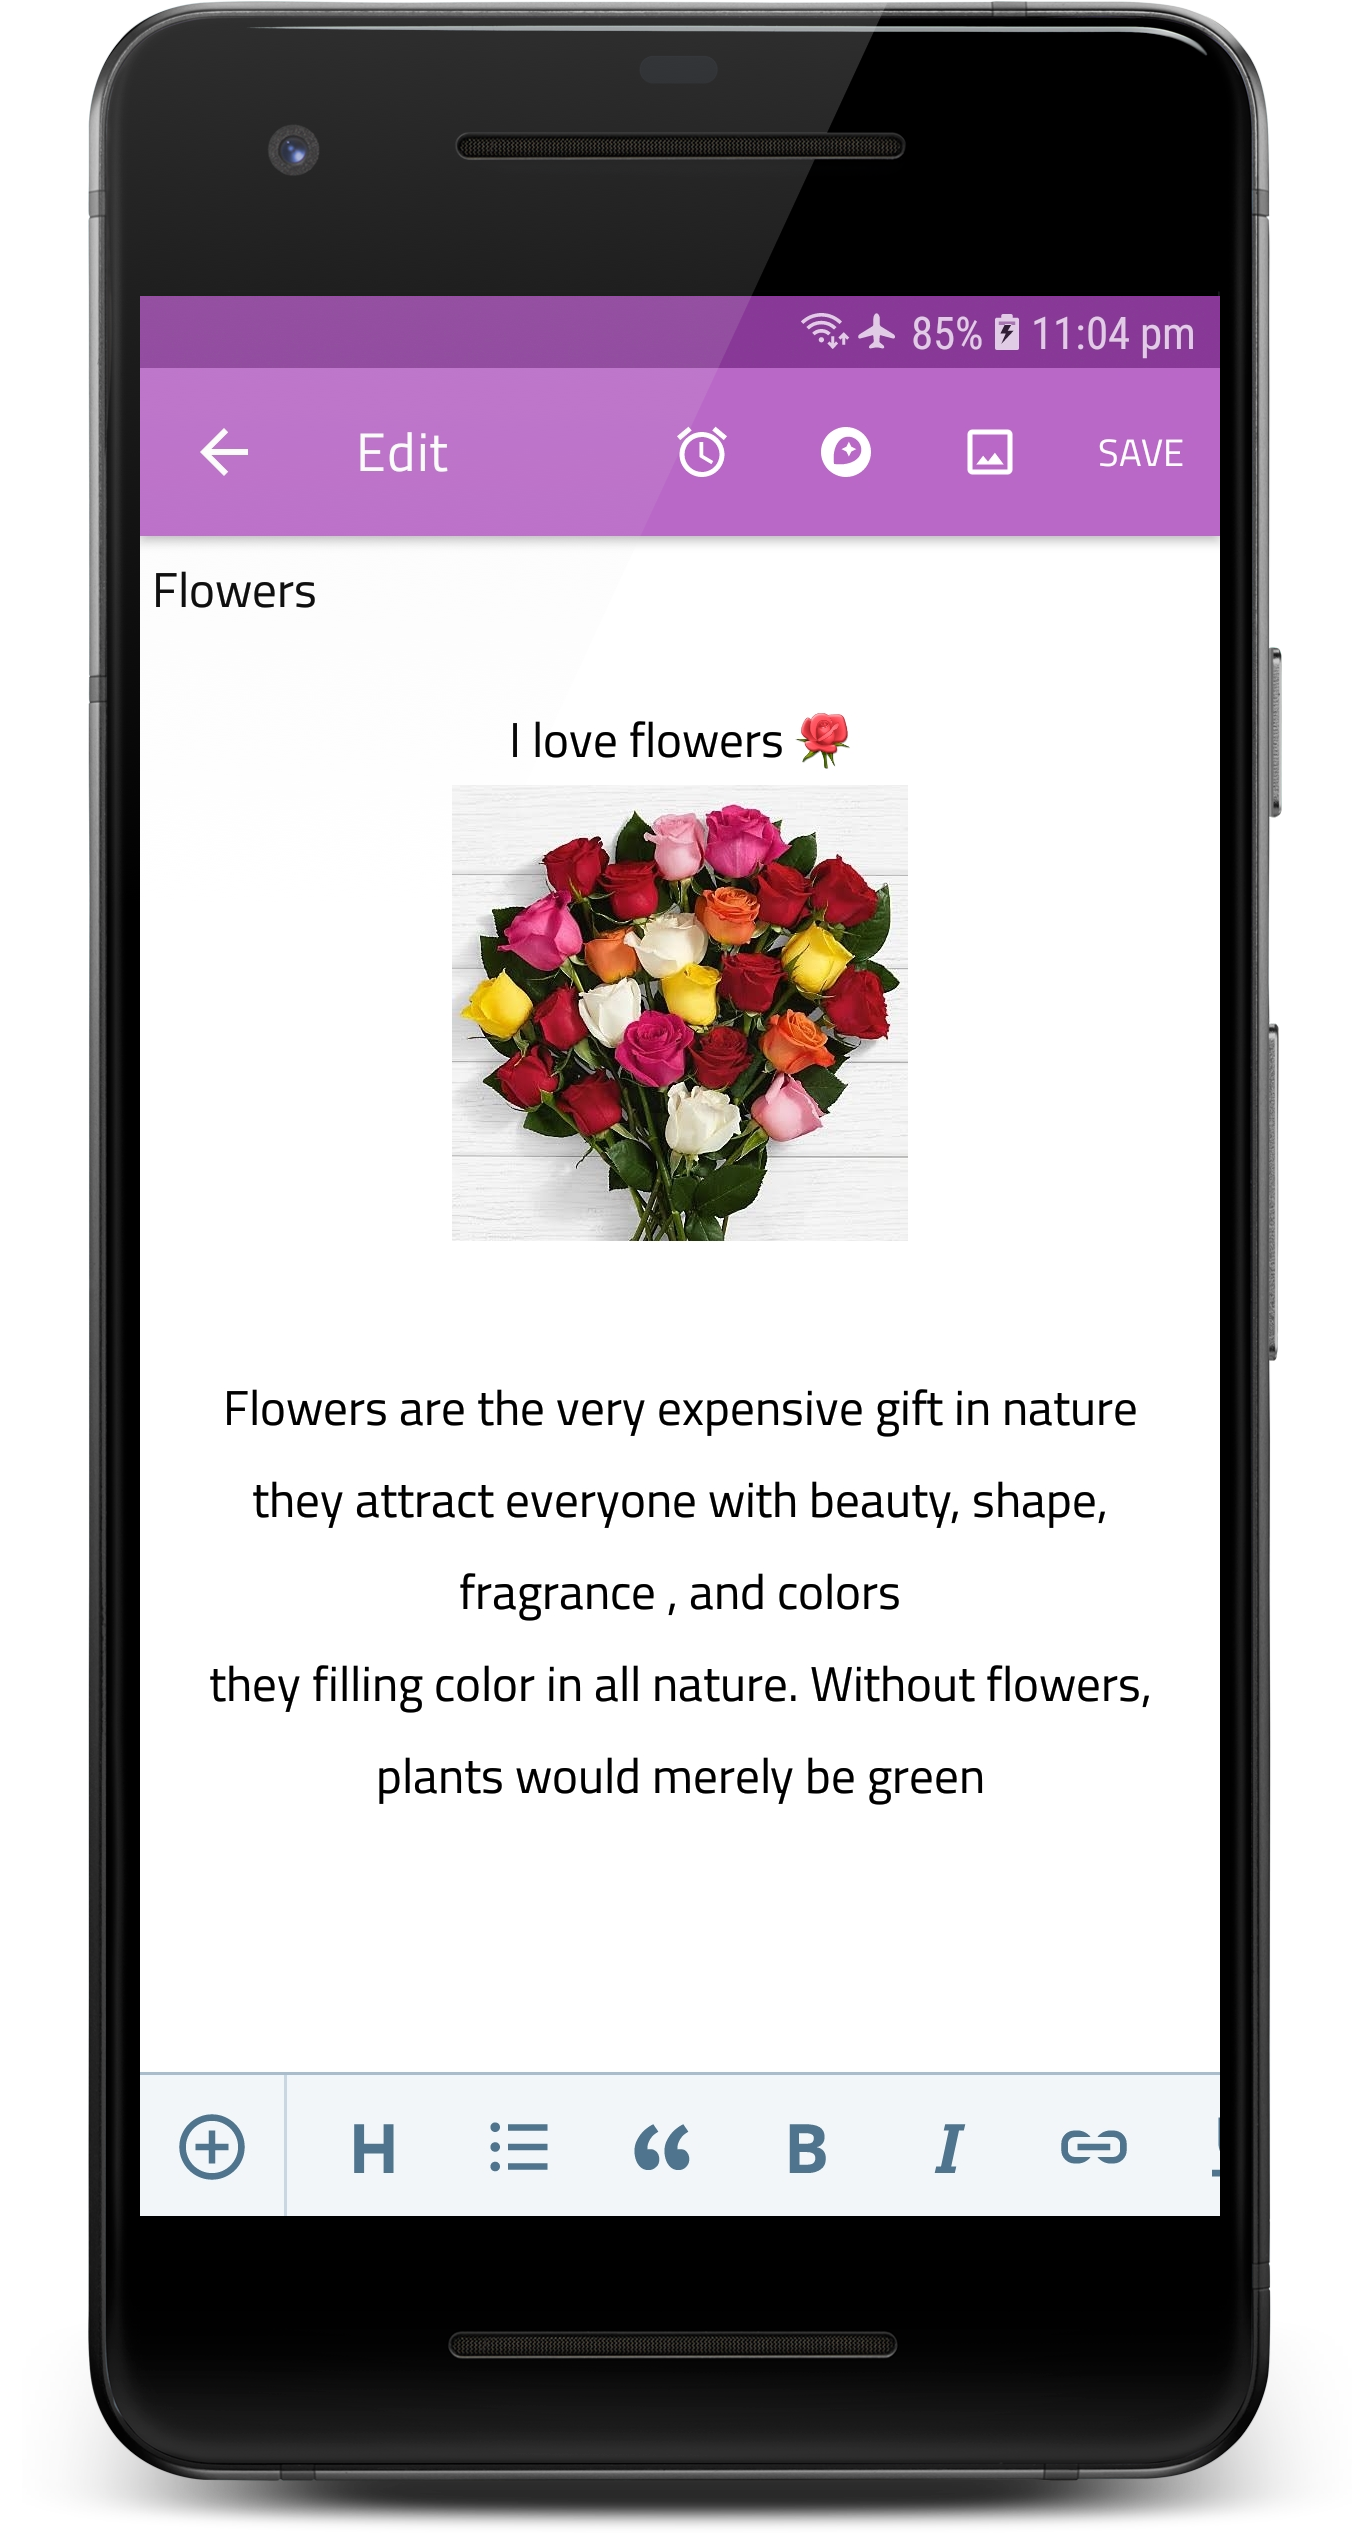 85% 11:04 pm
Edit SAVE
Flowers
I love flowers 🌹
Flowers are the very expensive gift in nature
they attract everyone with beauty, shape,
fragrance , and colors
they filling color in all nature. Without flowers,
plants would merely be green
H B I